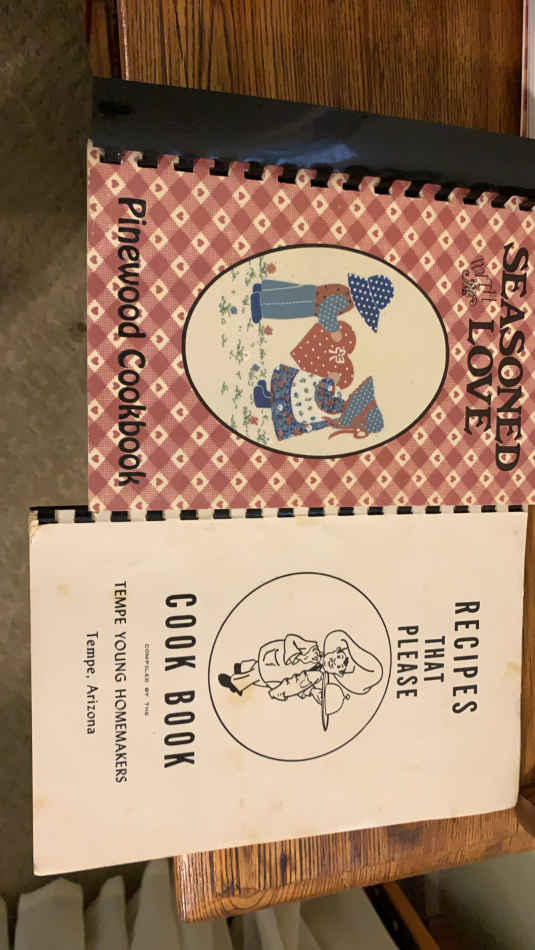 SEASONED
with
LOVE
Pinewood Cookbook
RECIPES
THAT
PLEASE
COOK BOOK
COMPILED BY THE
TEMPE YOUNG HOMEMAKERS
Tempe, Arizona